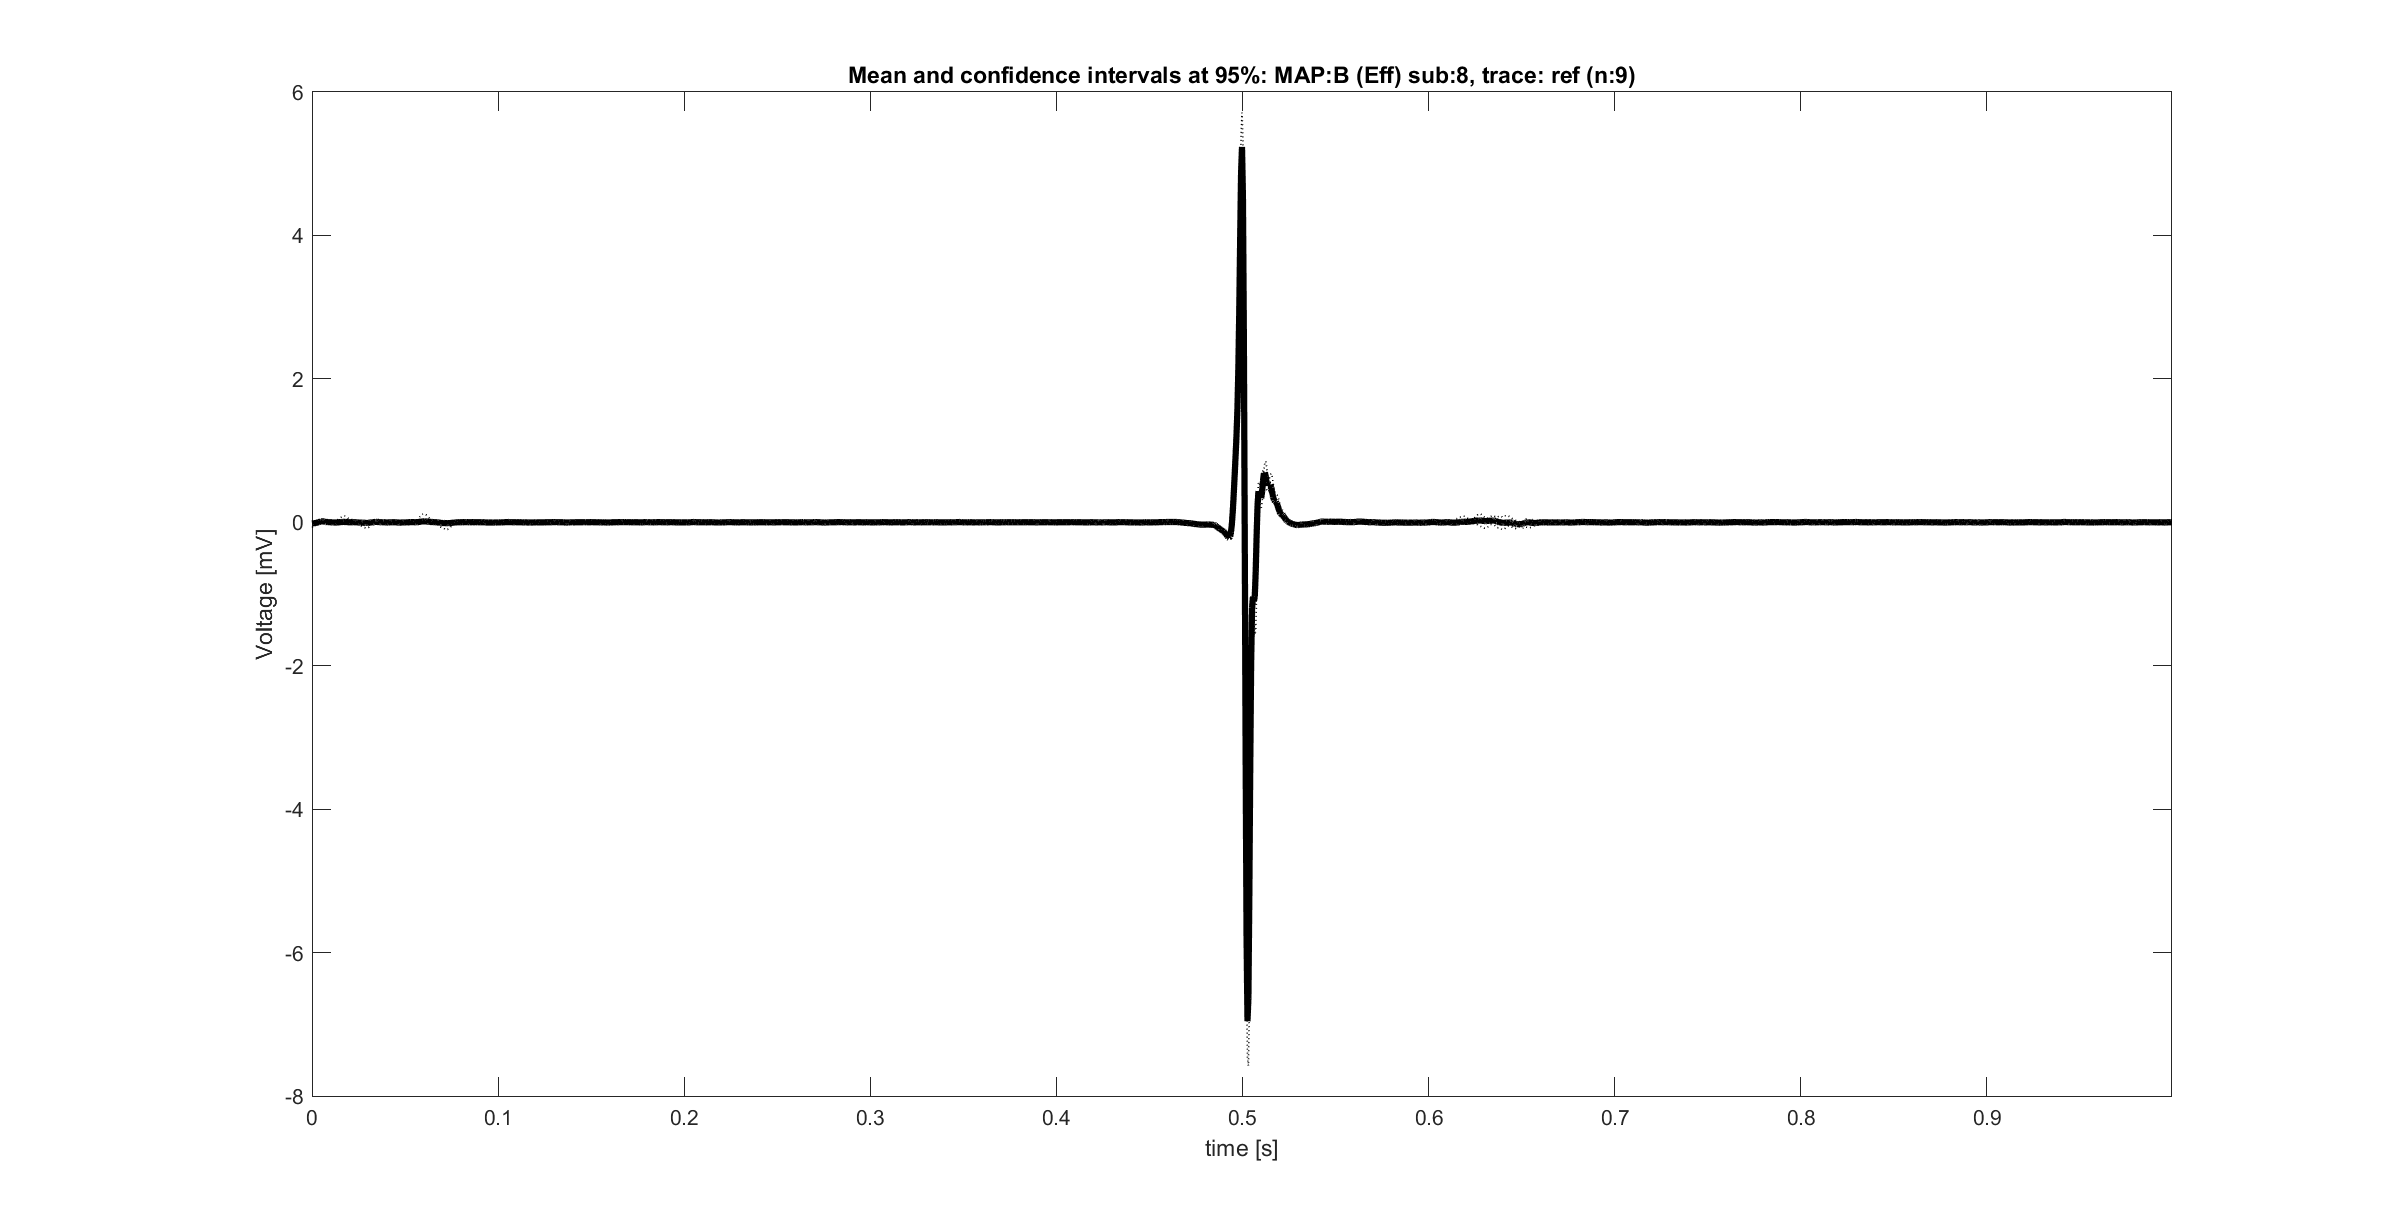 Mean and confidence intervals at 95%: MAP:B (Eff) sub:8, trace: ref (n:9)
6
4
2
0
-2
-4
-6
-8
Voltage [mV]
0 0.1 0.2 0.3 0.4 0.5 0.6 0.7 0.8 0.9
time [s]